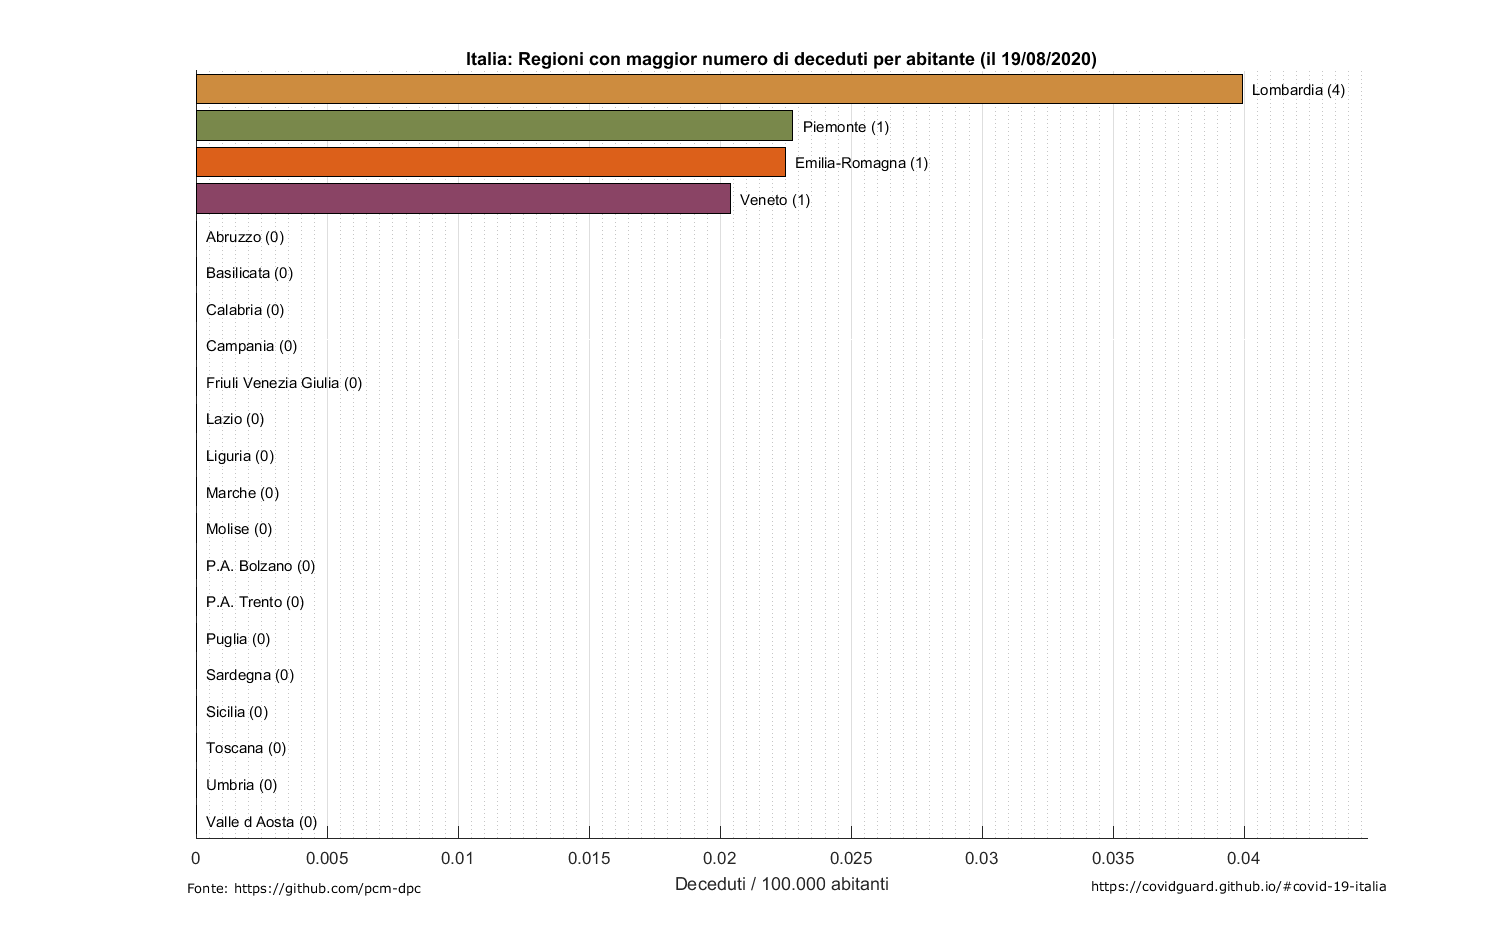 Italia: Regioni con maggior numero di deceduti per abitante (il 19/08/2020)
Lombardia (4)
Piemonte (1)
Emilia-Romagna (1)
Veneto (1)
Abruzzo (0)
Basilicata (0)
Calabria (0)
Campania (0)
Friuli Venezia Giulia (0)
Lazio (0)
Liguria (0)
Marche (0)
Molise (0)
P.A. Bolzano (0)
P.A. Trento (0)
Puglia (0)
Sardegna (0)
Sicilia (0)
Toscana (0)
Umbria (0)
Valle d Aosta (0)
0 0.005 0.01 0.015 0.02 0.025 0.03 0.035 0.04
Deceduti / 100.000 abitanti
Fonte: https://github.com/pcm-dpc
https://covidguard.github.io/#covid-19-italia